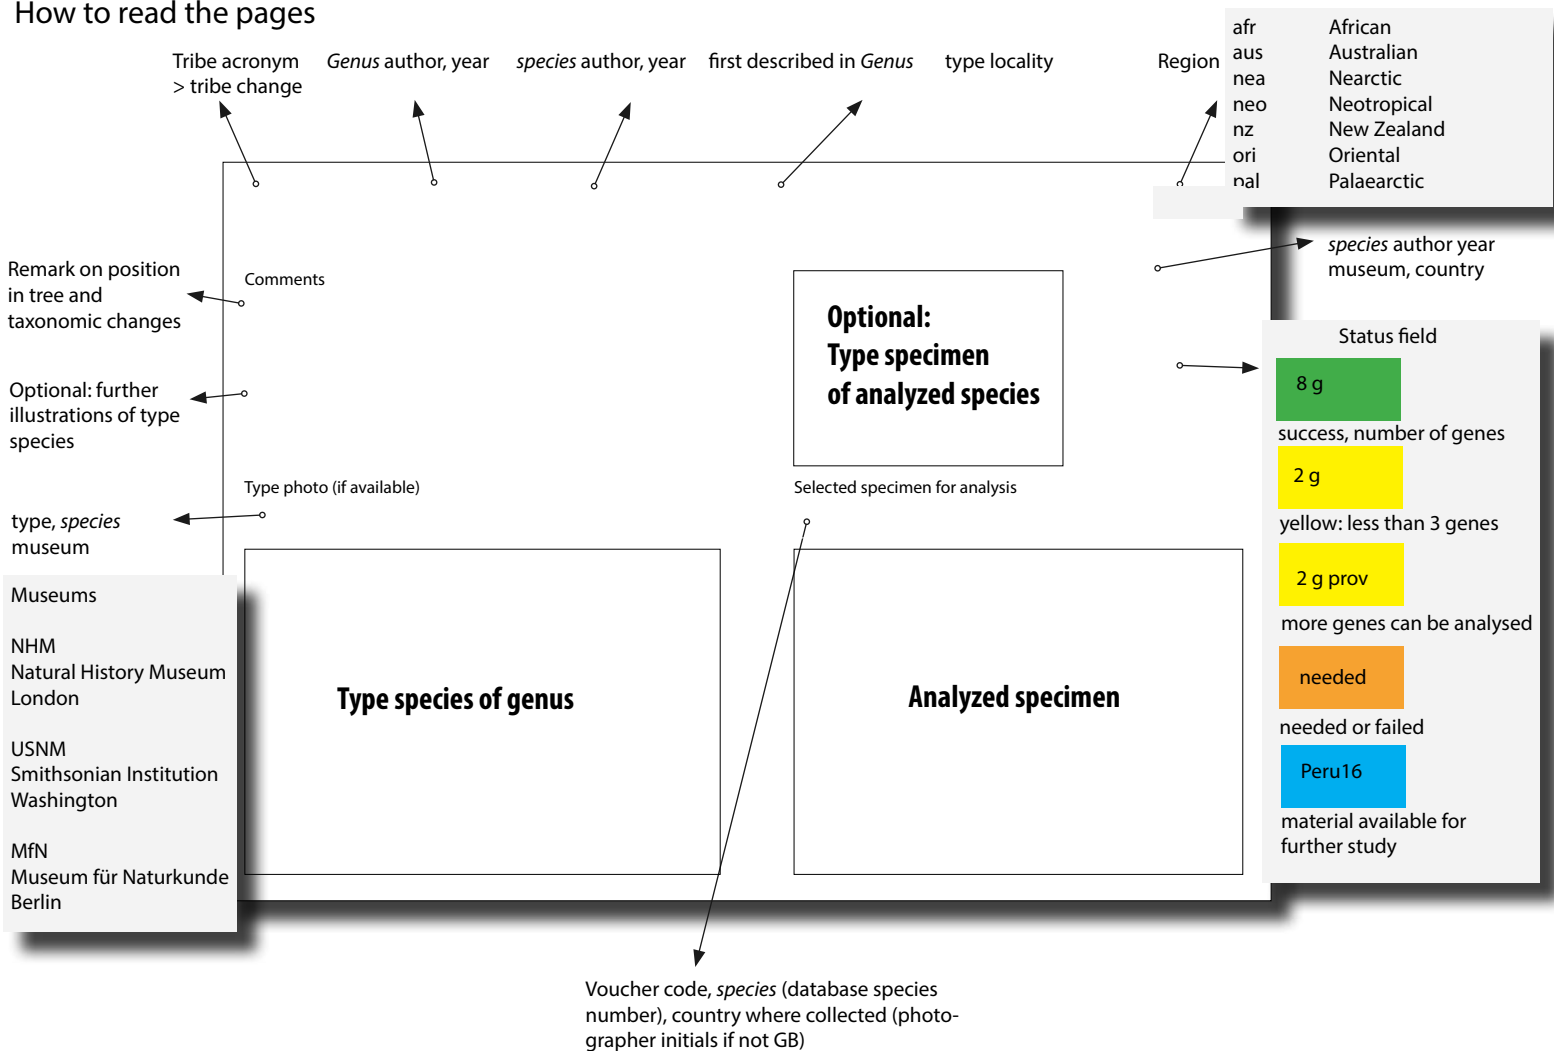 How to read the pages
Tribe acronym
> tribe change
Genus author, year
species author, year
first described in Genus
type locality
Region
afr African
aus Australian
nea Nearctic
neo Neotropical
nz New Zealand
ori Oriental
pal Palaearctic
species author year
museum, country
Remark on position
in tree and
taxonomic changes
Comments
Optional:
Type specimen
of analyzed species
Optional: further
illustrations of type
species
Type photo (if available)
Selected specimen for analysis
type, species
museum
Status field
8 g
success, number of genes
2 g
yellow: less than 3 genes
2 g prov
more genes can be analysed
needed
needed or failed
Peru16
material available for
further study
Museums
NHM
Natural History Museum
London
USNM
Smithsonian Institution
Washington
MfN
Museum für Naturkunde
Berlin
Type species of genus
Analyzed specimen
Voucher code, species (database species
number), country where collected (photo-
grapher initials if not GB)